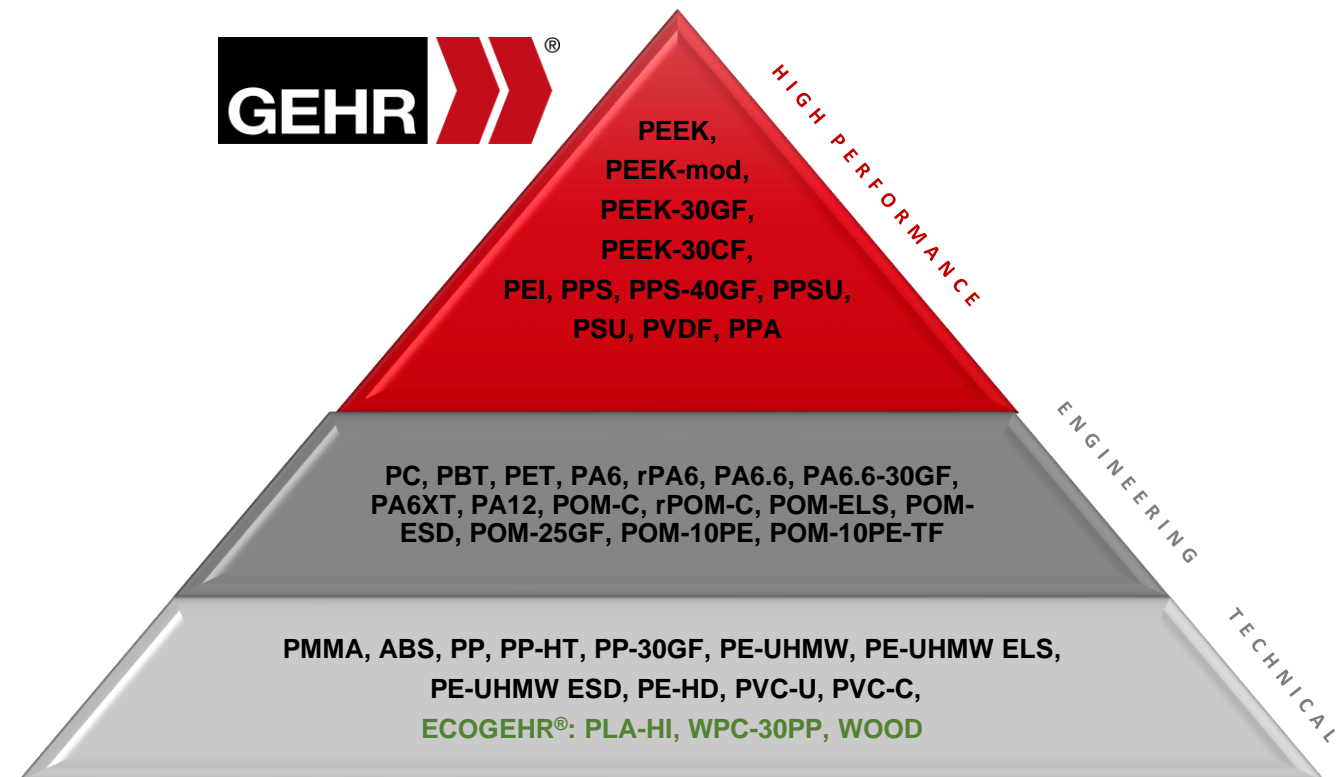 GEHR ®
HIGH PERFORMANCE
PEEK,
PEEK-mod,
PEEK-30GF,
PEEK-30CF,
PEI, PPS, PPS-40GF, PPSU,
PSU, PVDF, PPA
ENGINEERING
PC, PBT, PET, PA6, rPA6, PA6.6, PA6.6-30GF,
PA6XT, PA12, POM-C, rPOM-C, POM-ELS, POM-
ESD, POM-25GF, POM-10PE, POM-10PE-TF
TECHNICAL
PMMA, ABS, PP, PP-HT, PP-30GF, PE-UHMW, PE-UHMW ELS,
PE-UHMW ESD, PE-HD, PVC-U, PVC-C,
ECOGEHR®: PLA-HI, WPC-30PP, WOOD